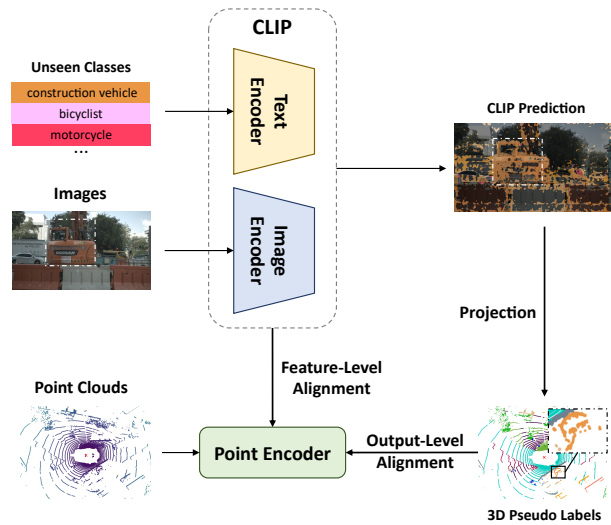 CLIP
Unseen Classes
construction vehicle
bicyclist
motorcycle
...
Text
Encoder
CLIP Prediction
Images
Image
Encoder
Projection
Feature-Level
Alignment
Point Clouds
Point Encoder
Output-Level
Alignment
3D Pseudo Labels